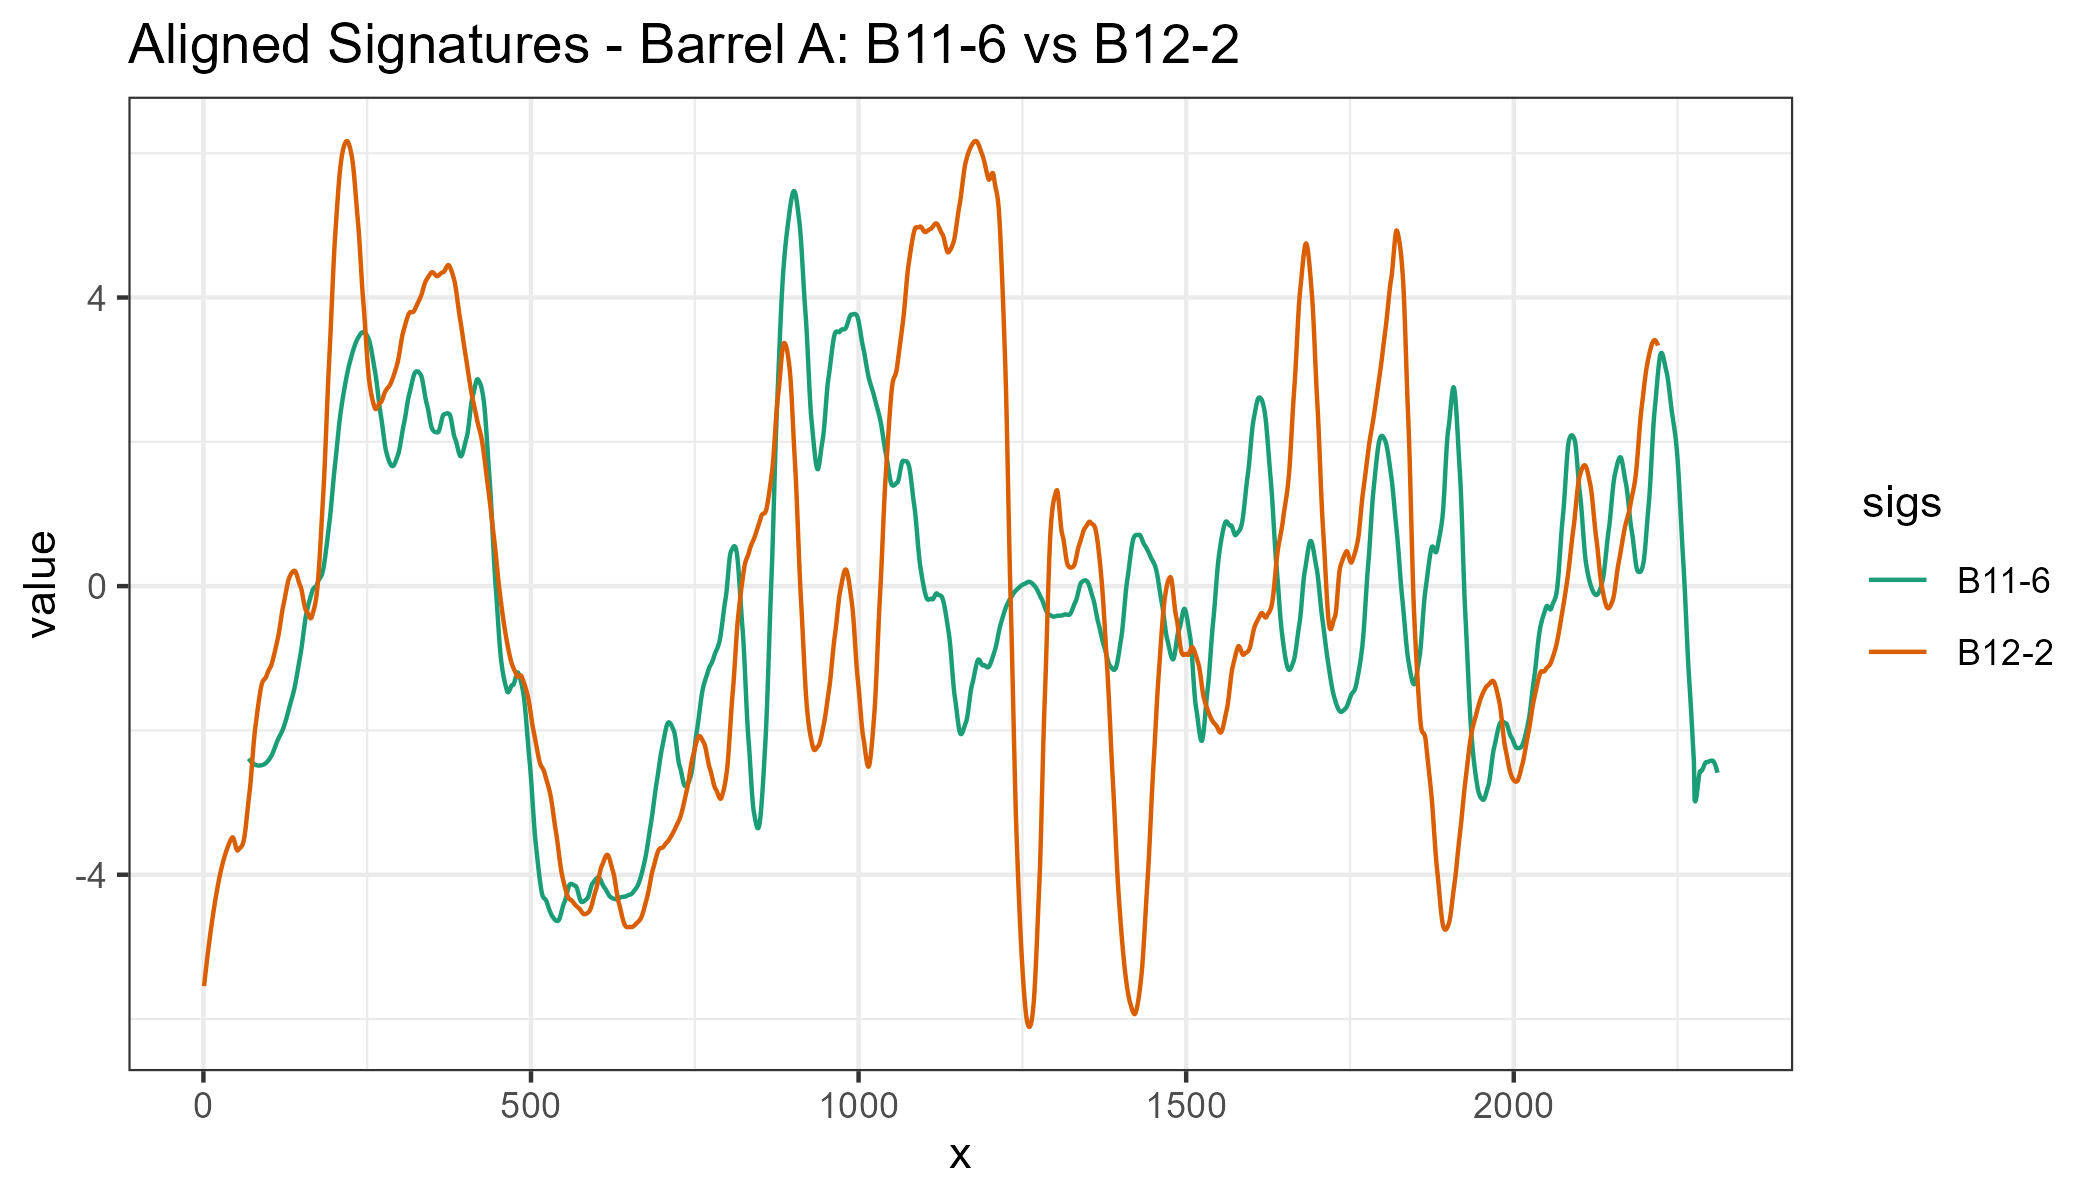 Aligned Signatures - Barrel A: B11-6 vs B12-2
value
4
0
-4
0 500 1000 1500 2000
x
sigs
B11-6
B12-2